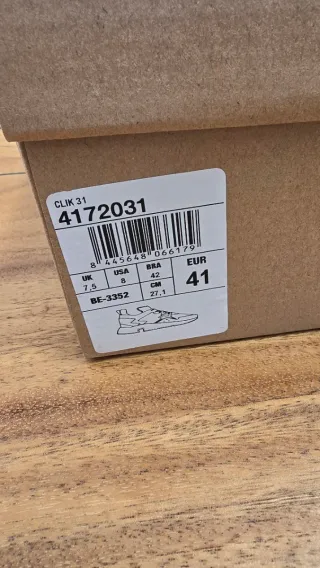 CLIK 31
4172031
8 445648 066179
UK USA BRA EUR
7,5 8 42 41
BE-3352 CM
27,1